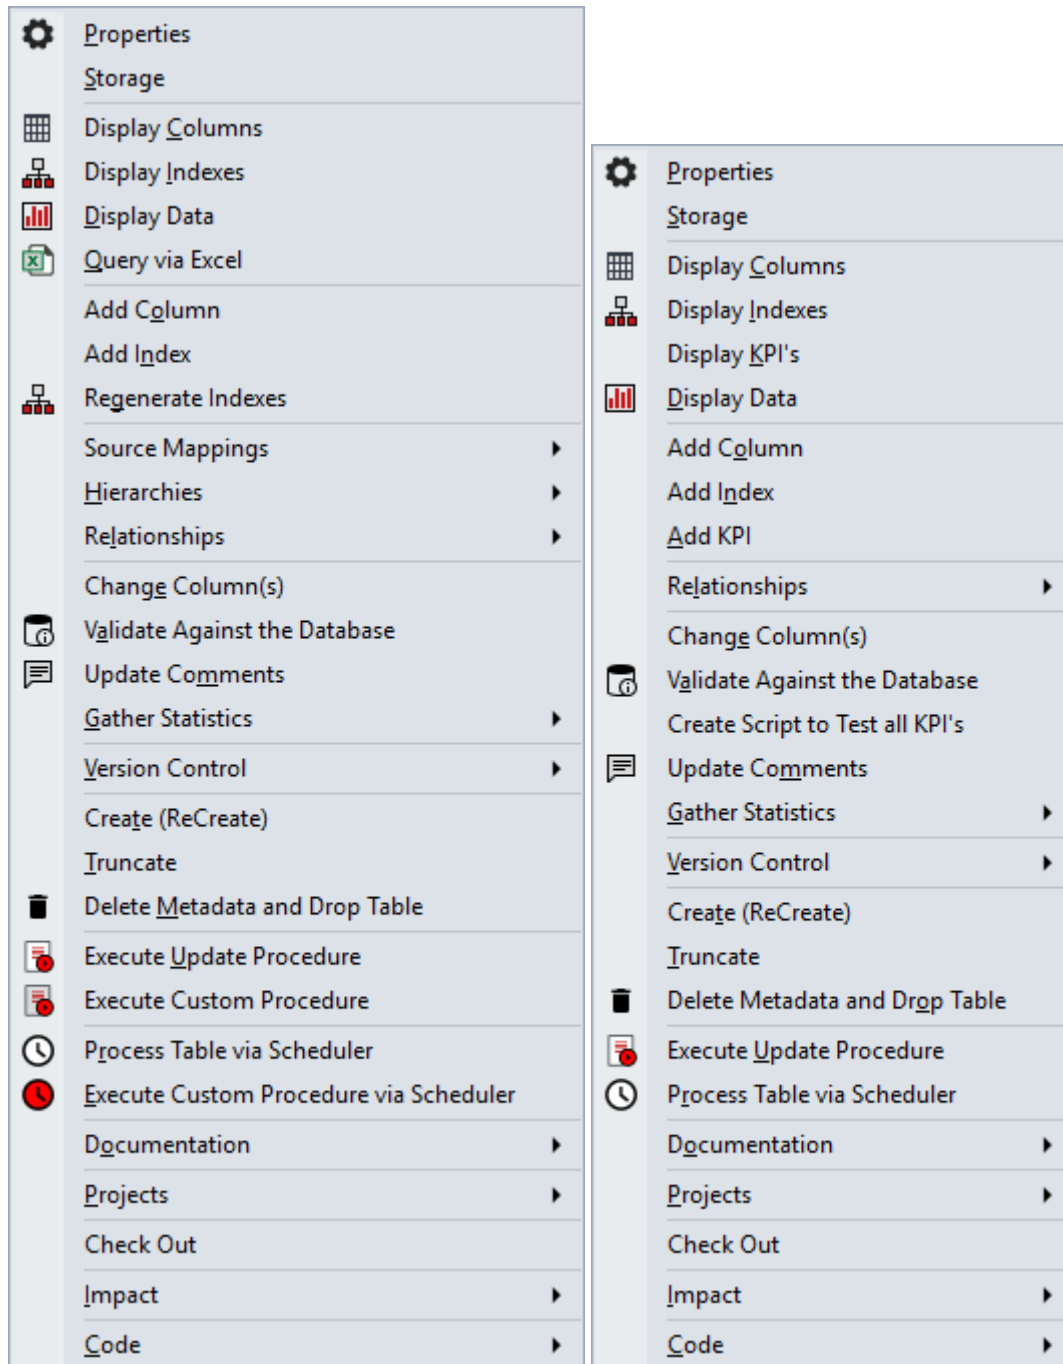 Properties
Storage
Display Columns
Display Indexes
Display Data
Query via Excel
Add Column
Add Index
Regenerate Indexes
Source Mappings
Hierarchies
Relationships
Change Column(s)
Validate Against the Database
Update Comments
Gather Statistics
Version Control
Create (ReCreate)
Truncate
Delete Metadata and Drop Table
Execute Update Procedure
Execute Custom Procedure
Process Table via Scheduler
Execute Custom Procedure via Scheduler
Documentation
Projects
Check Out
Impact
Code
Properties
Storage
Display Columns
Display Indexes
Display KPI's
Display Data
Add Column
Add Index
Add KPI
Relationships
Change Column(s)
Validate Against the Database
Create Script to Test all KPI's
Update Comments
Gather Statistics
Version Control
Create (ReCreate)
Truncate
Delete Metadata and Drop Table
Execute Update Procedure
Process Table via Scheduler
Documentation
Projects
Check Out
Impact
Code